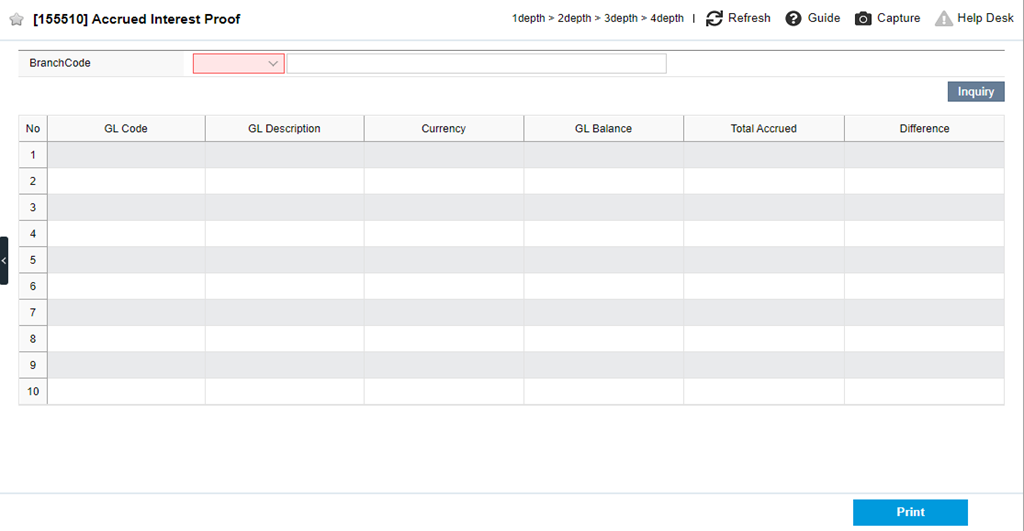 [155510] Accrued Interest Proof 1depth > 2depth > 3depth > 4depth | Refresh Guide Capture Help Desk
BranchCode
Inquiry
No GL Code GL Description Currency GL Balance Total Accrued Difference
1
2
3
4
5
6
7
8
9
10
Print